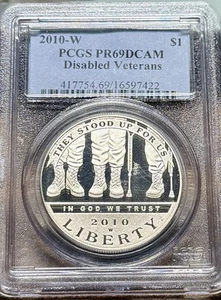 2010-W $1
PCGS PR69DCAM
Disabled Veterans
417754.69/16597422
THEY STOOD UP FOR US
IN GOD WE TRUST
2010
W
LIBERTY